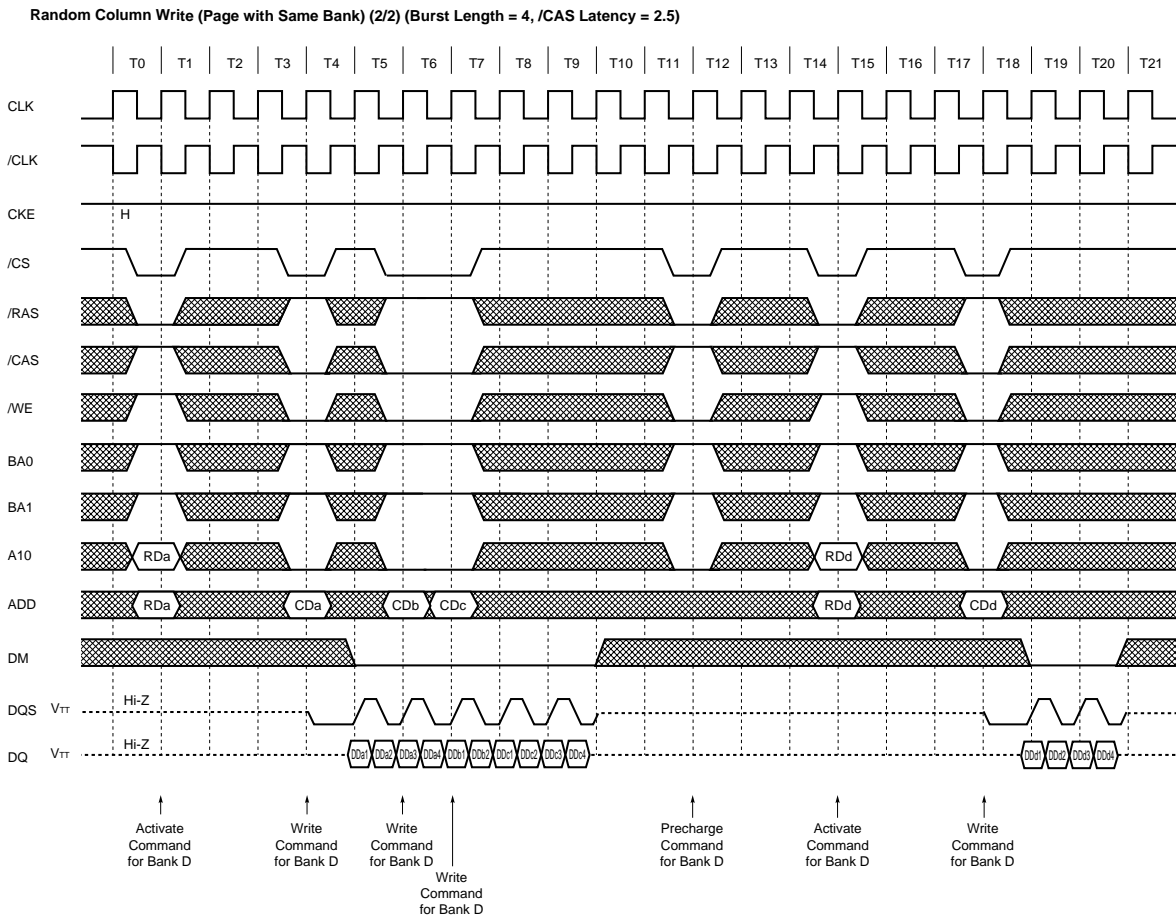 Random Column Write (Page with Same Bank) (2/2) (Burst Length = 4, /CAS Latency = 2.5)
T0 T1 T2 T3 T4 T5 T6 T7 T8 T9 T10 T11 T12 T13 T14 T15 T16 T17 T18 T19 T20 T21
CLK
/CLK
CKE H
/CS
/RAS
/CAS
/WE
BA0
BA1
A10 RDa RDd
ADD RDa CDa CDb CDc RDd CDd
DM
DQS VTT Hi-Z
DQ VTT Hi-Z DDa1 DDa2 DDa3 DDa4 DDb1 DDb2 DDc1 DDc2 DDc3 DDc4 DDd1 DDd2 DDd3 DDd4
Activate
Command
for Bank D
Write
Command
for Bank D
Write
Command
for Bank D
Write
Command
for Bank D
Precharge
Command
for Bank D
Activate
Command
for Bank D
Write
Command
for Bank D